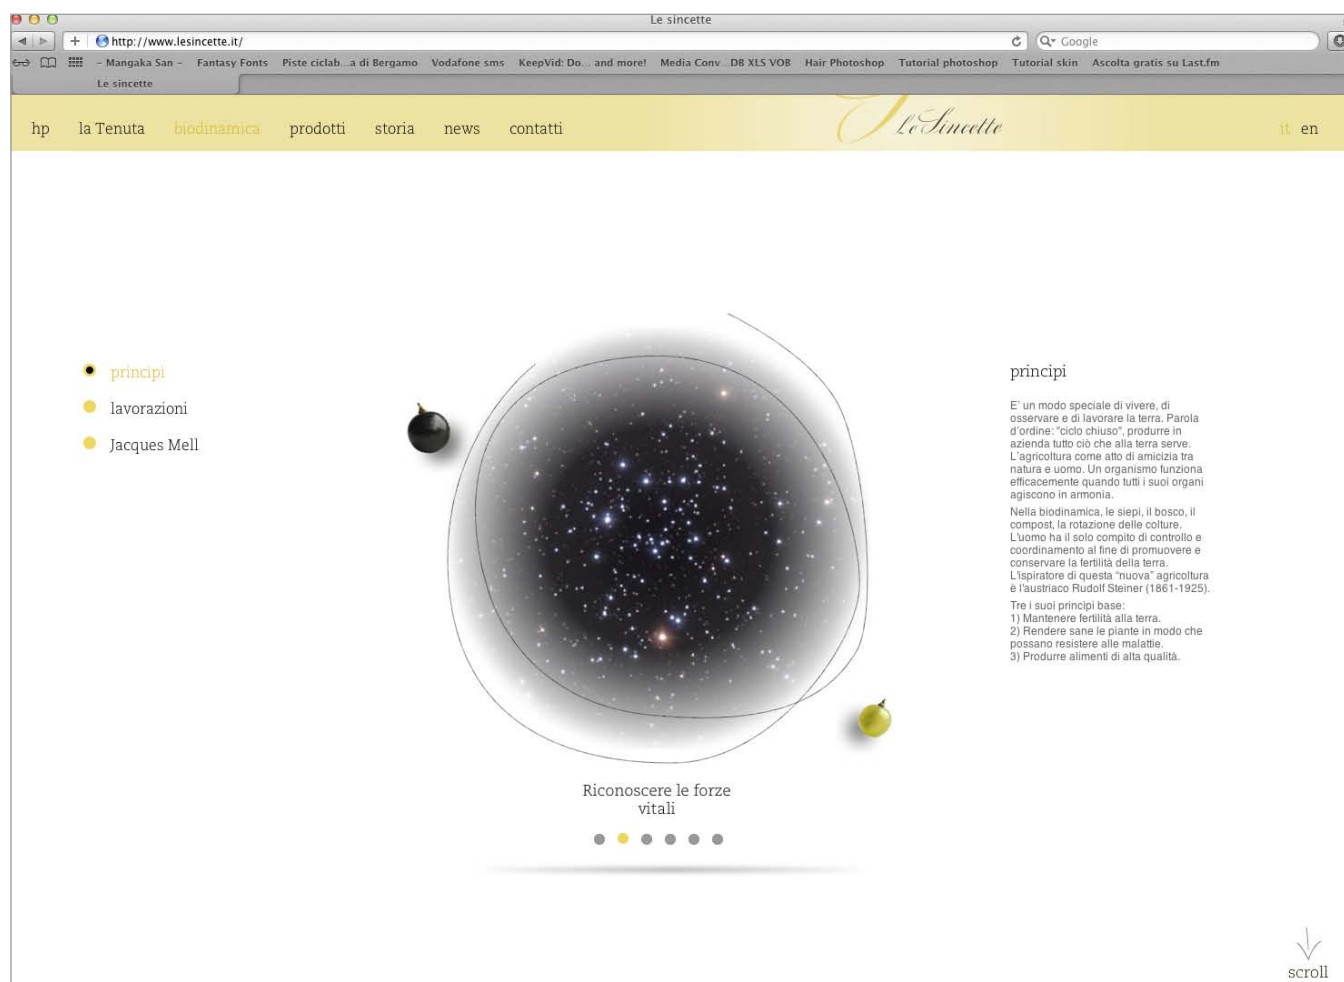 Le sincette
http://www.lesincette.it/
Google
- Mangaka San - Fantasy Fonts Piste ciclab...a di Bergamo Vodafone sms KeepVid: Do... and more! Media Conv...DB XLS VOB Hair Photoshop Tutorial photoshop Tutorial skin Ascolta gratis su Last.fm
Le sincette
hp la Tenuta biodinamica prodotti storia news contatti Le Sincette it en
principi
lavorazioni
Jacques Mell
Riconoscere le forze
vitali
principi
E' un modo speciale di vivere, di
osservare e di lavorare la terra. Parola
d'ordine: "ciclo chiuso", produrre in
azienda tutto ciò che alla terra serve.
L'agricoltura come atto di amicizia tra
natura e uomo. Un organismo funziona
efficacemente quando tutti i suoi organi
agiscono in armonia.
Nella biodinamica, le siepi, il bosco, il
compost, la rotazione delle colture.
L'uomo ha il solo compito di controllo e
coordinamento al fine di promuovere e
conservare la fertilità della terra.
L'ispiratore di questa "nuova" agricoltura
è l'austriaco Rudolf Steiner (1861-1925).
Tre i suoi princìpi base:
1) Mantenere fertilità alla terra.
2) Rendere sane le piante in modo che
possano resistere alle malattie.
3) Produrre alimenti di alta qualità.
scroll